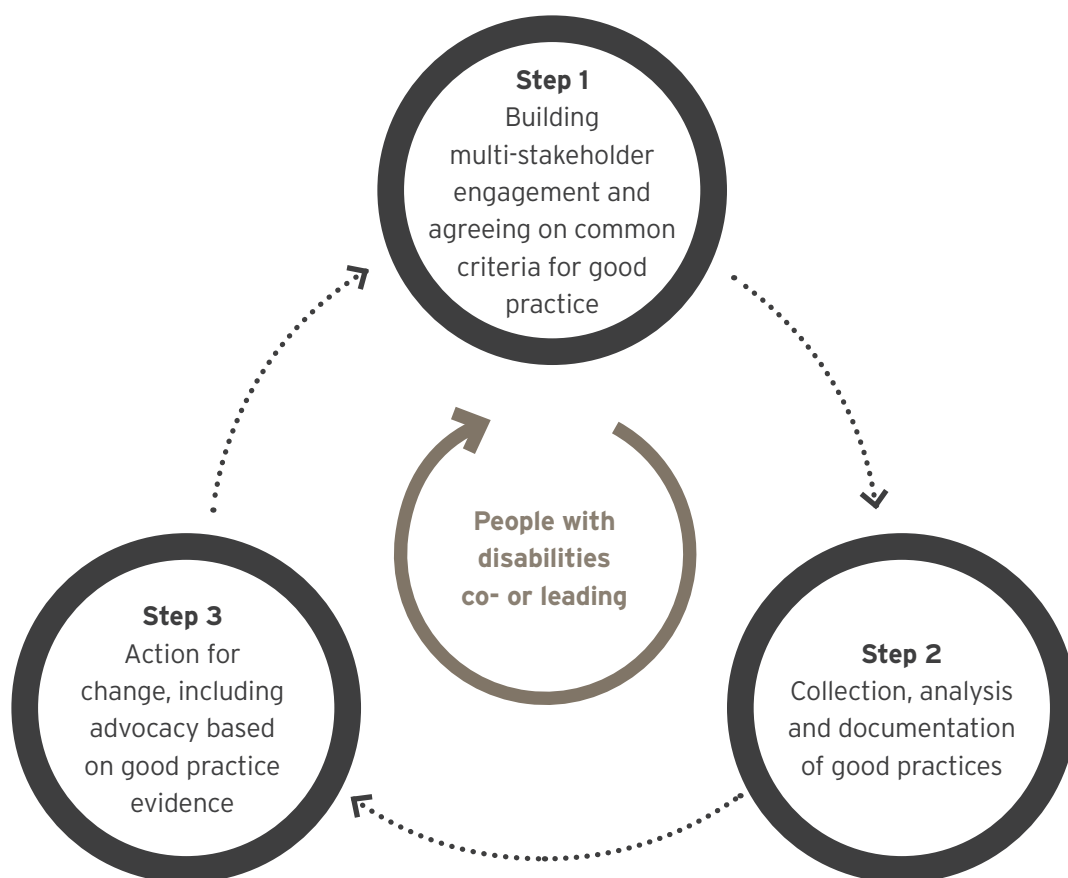 Step 1
Building
multi-stakeholder
engagement and
agreeing on common
criteria for good
practice
People with
disabilities
co- or leading
Step 2
Collection, analysis
and documentation
of good practices
Step 3
Action for
change, including
advocacy based
on good practice
evidence